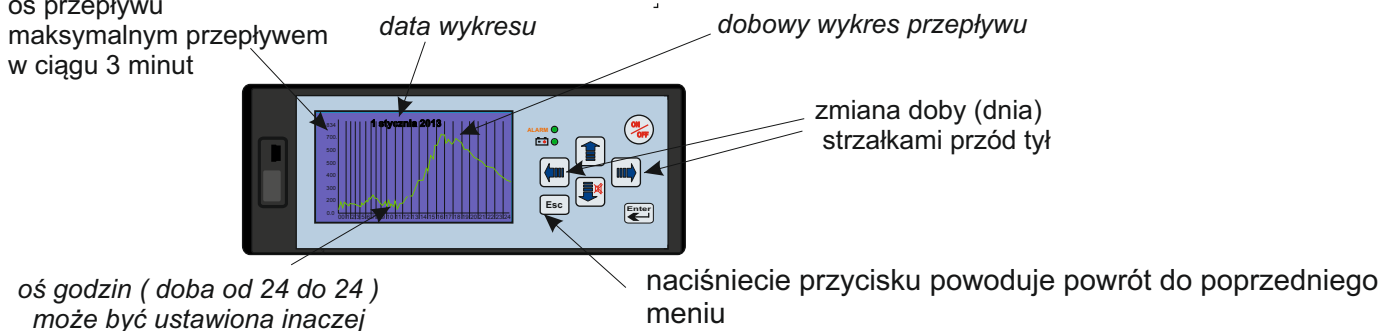 oś przepływu
maksymalnym przepływem
w ciągu 3 minut
data wykresu
dobowy wykres przepływu
1 stycznia 2013
834
700
500
400
300
200
100
0.0
ALARM
ON/OFF
Esc
Enter
zmiana doby (dnia)
strzałkami przód tył
oś godzin ( doba od 24 do 24 )
może być ustawiona inaczej
naciśniecie przycisku powoduje powrót do poprzedniego
meniu